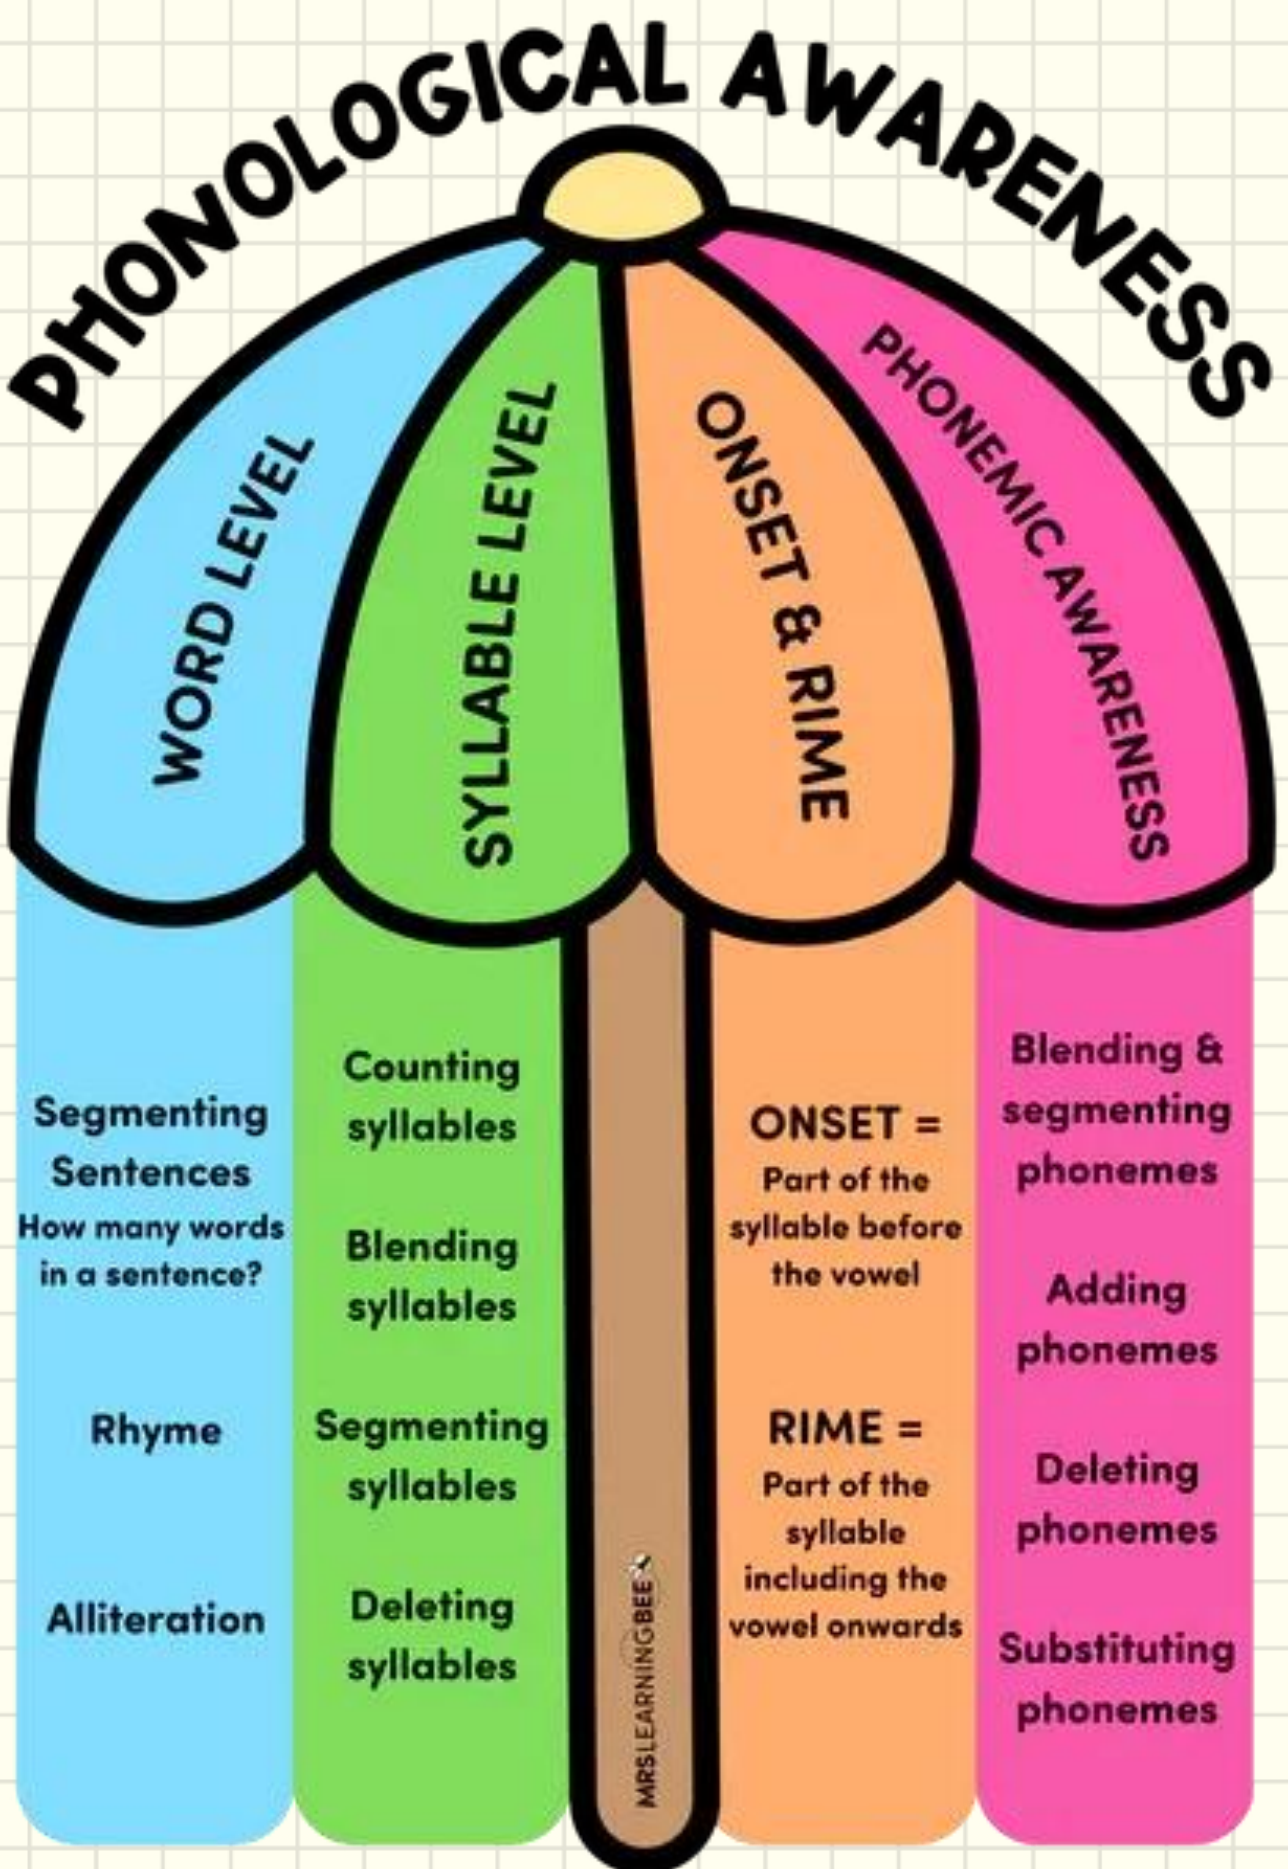 PHONOLOGICAL AWARENESS
WORD LEVEL
SYLLABLE LEVEL
ONSET & RIME
PHONEMIC AWARENESS
Segmenting
Sentences
How many words
in a sentence?
Rhyme
Alliteration
Counting
syllables
Blending
syllables
Segmenting
syllables
Deleting
syllables
MRSLEARNINGBEE
ONSET =
Part of the
syllable before
the vowel
RIME =
Part of the
syllable
including the
vowel onwards
Blending &
segmenting
phonemes
Adding
phonemes
Deleting
phonemes
Substituting
phonemes